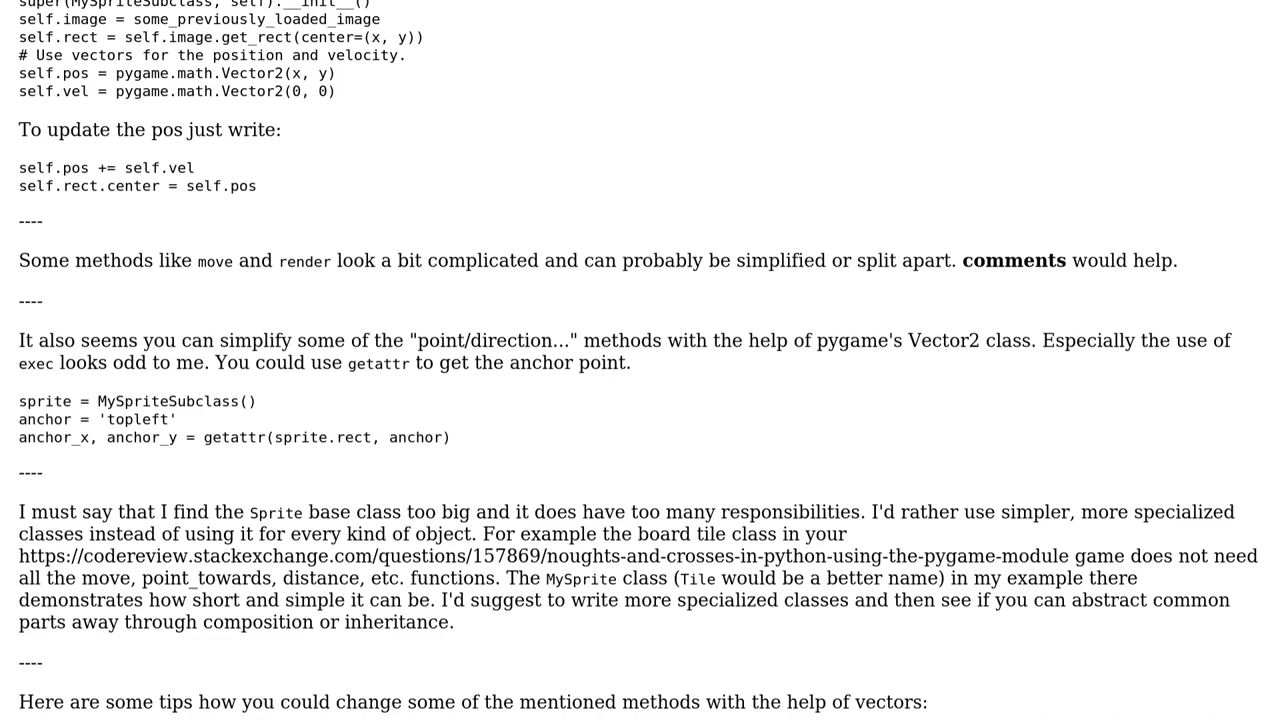 super(MySpriteSubclass, self).__init__()
self.image = some_previously_loaded_image
self.rect = self.image.get_rect(center=(x, y))
# Use vectors for the position and velocity.
self.pos = pygame.math.Vector2(x, y)
self.vel = pygame.math.Vector2(0, 0)
To update the pos just write:
self.pos += self.vel
self.rect.center = self.pos
----
Some methods like move and render look a bit complicated and can probably be simplified or split apart. comments would help.
----
It also seems you can simplify some of the "point/direction..." methods with the help of pygame's Vector2 class. Especially the use of
exec looks odd to me. You could use getattr to get the anchor point.
sprite = MySpriteSubclass()
anchor = 'topleft'
anchor_x, anchor_y = getattr(sprite.rect, anchor)
----
I must say that I find the Sprite base class too big and it does have too many responsibilities. I'd rather use simpler, more specialized
classes instead of using it for every kind of object. For example the board tile class in your
https://codereview.stackexchange.com/questions/157869/noughts-and-crosses-in-python-using-the-pygame-module game does not need
all the move, point_towards, distance, etc. functions. The MySprite class (Tile would be a better name) in my example there
demonstrates how short and simple it can be. I'd suggest to write more specialized classes and then see if you can abstract common
parts away through composition or inheritance.
----
Here are some tips how you could change some of the mentioned methods with the help of vectors: